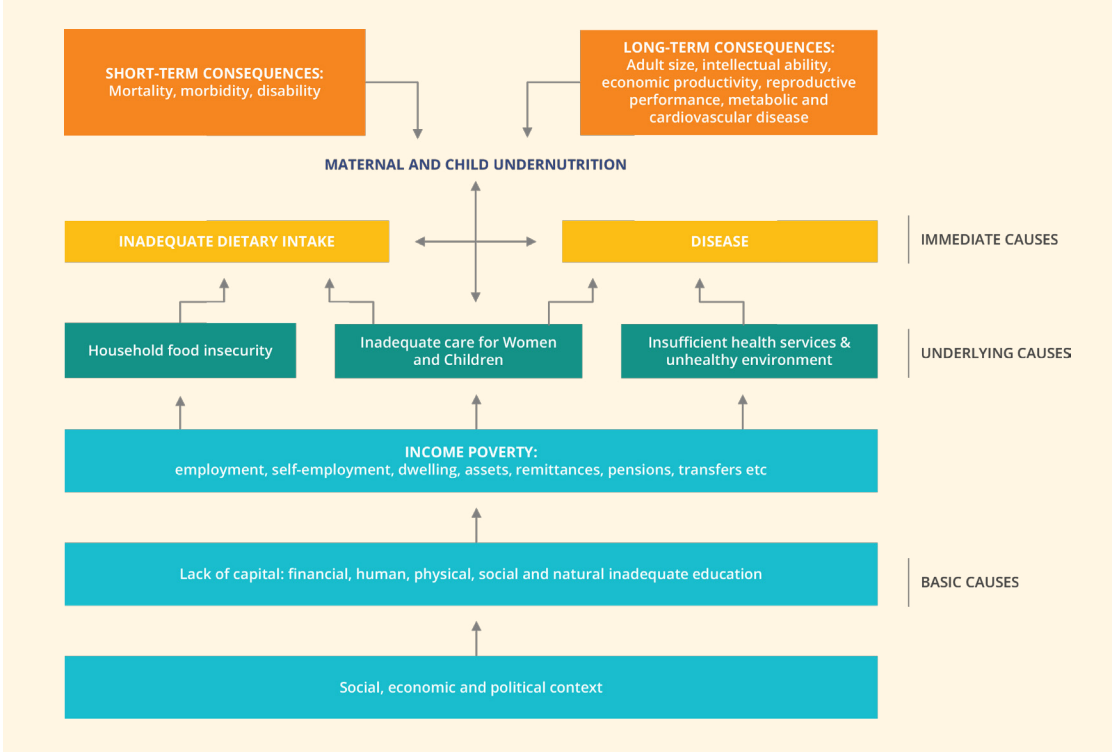 SHORT-TERM CONSEQUENCES:
Mortality, morbidity, disability
LONG-TERM CONSEQUENCES:
Adult size, intellectual ability,
economic productivity, reproductive
performance, metabolic and
cardiovascular disease
MATERNAL AND CHILD UNDERNUTRITION
INADEQUATE DIETARY INTAKE
DISEASE
IMMEDIATE CAUSES
Household food insecurity
Inadequate care for Women
and Children
Insufficient health services &
unhealthy environment
UNDERLYING CAUSES
INCOME POVERTY:
employment, self-employment, dwelling, assets, remittances, pensions, transfers etc
Lack of capital: financial, human, physical, social and natural inadequate education
BASIC CAUSES
Social, economic and political context